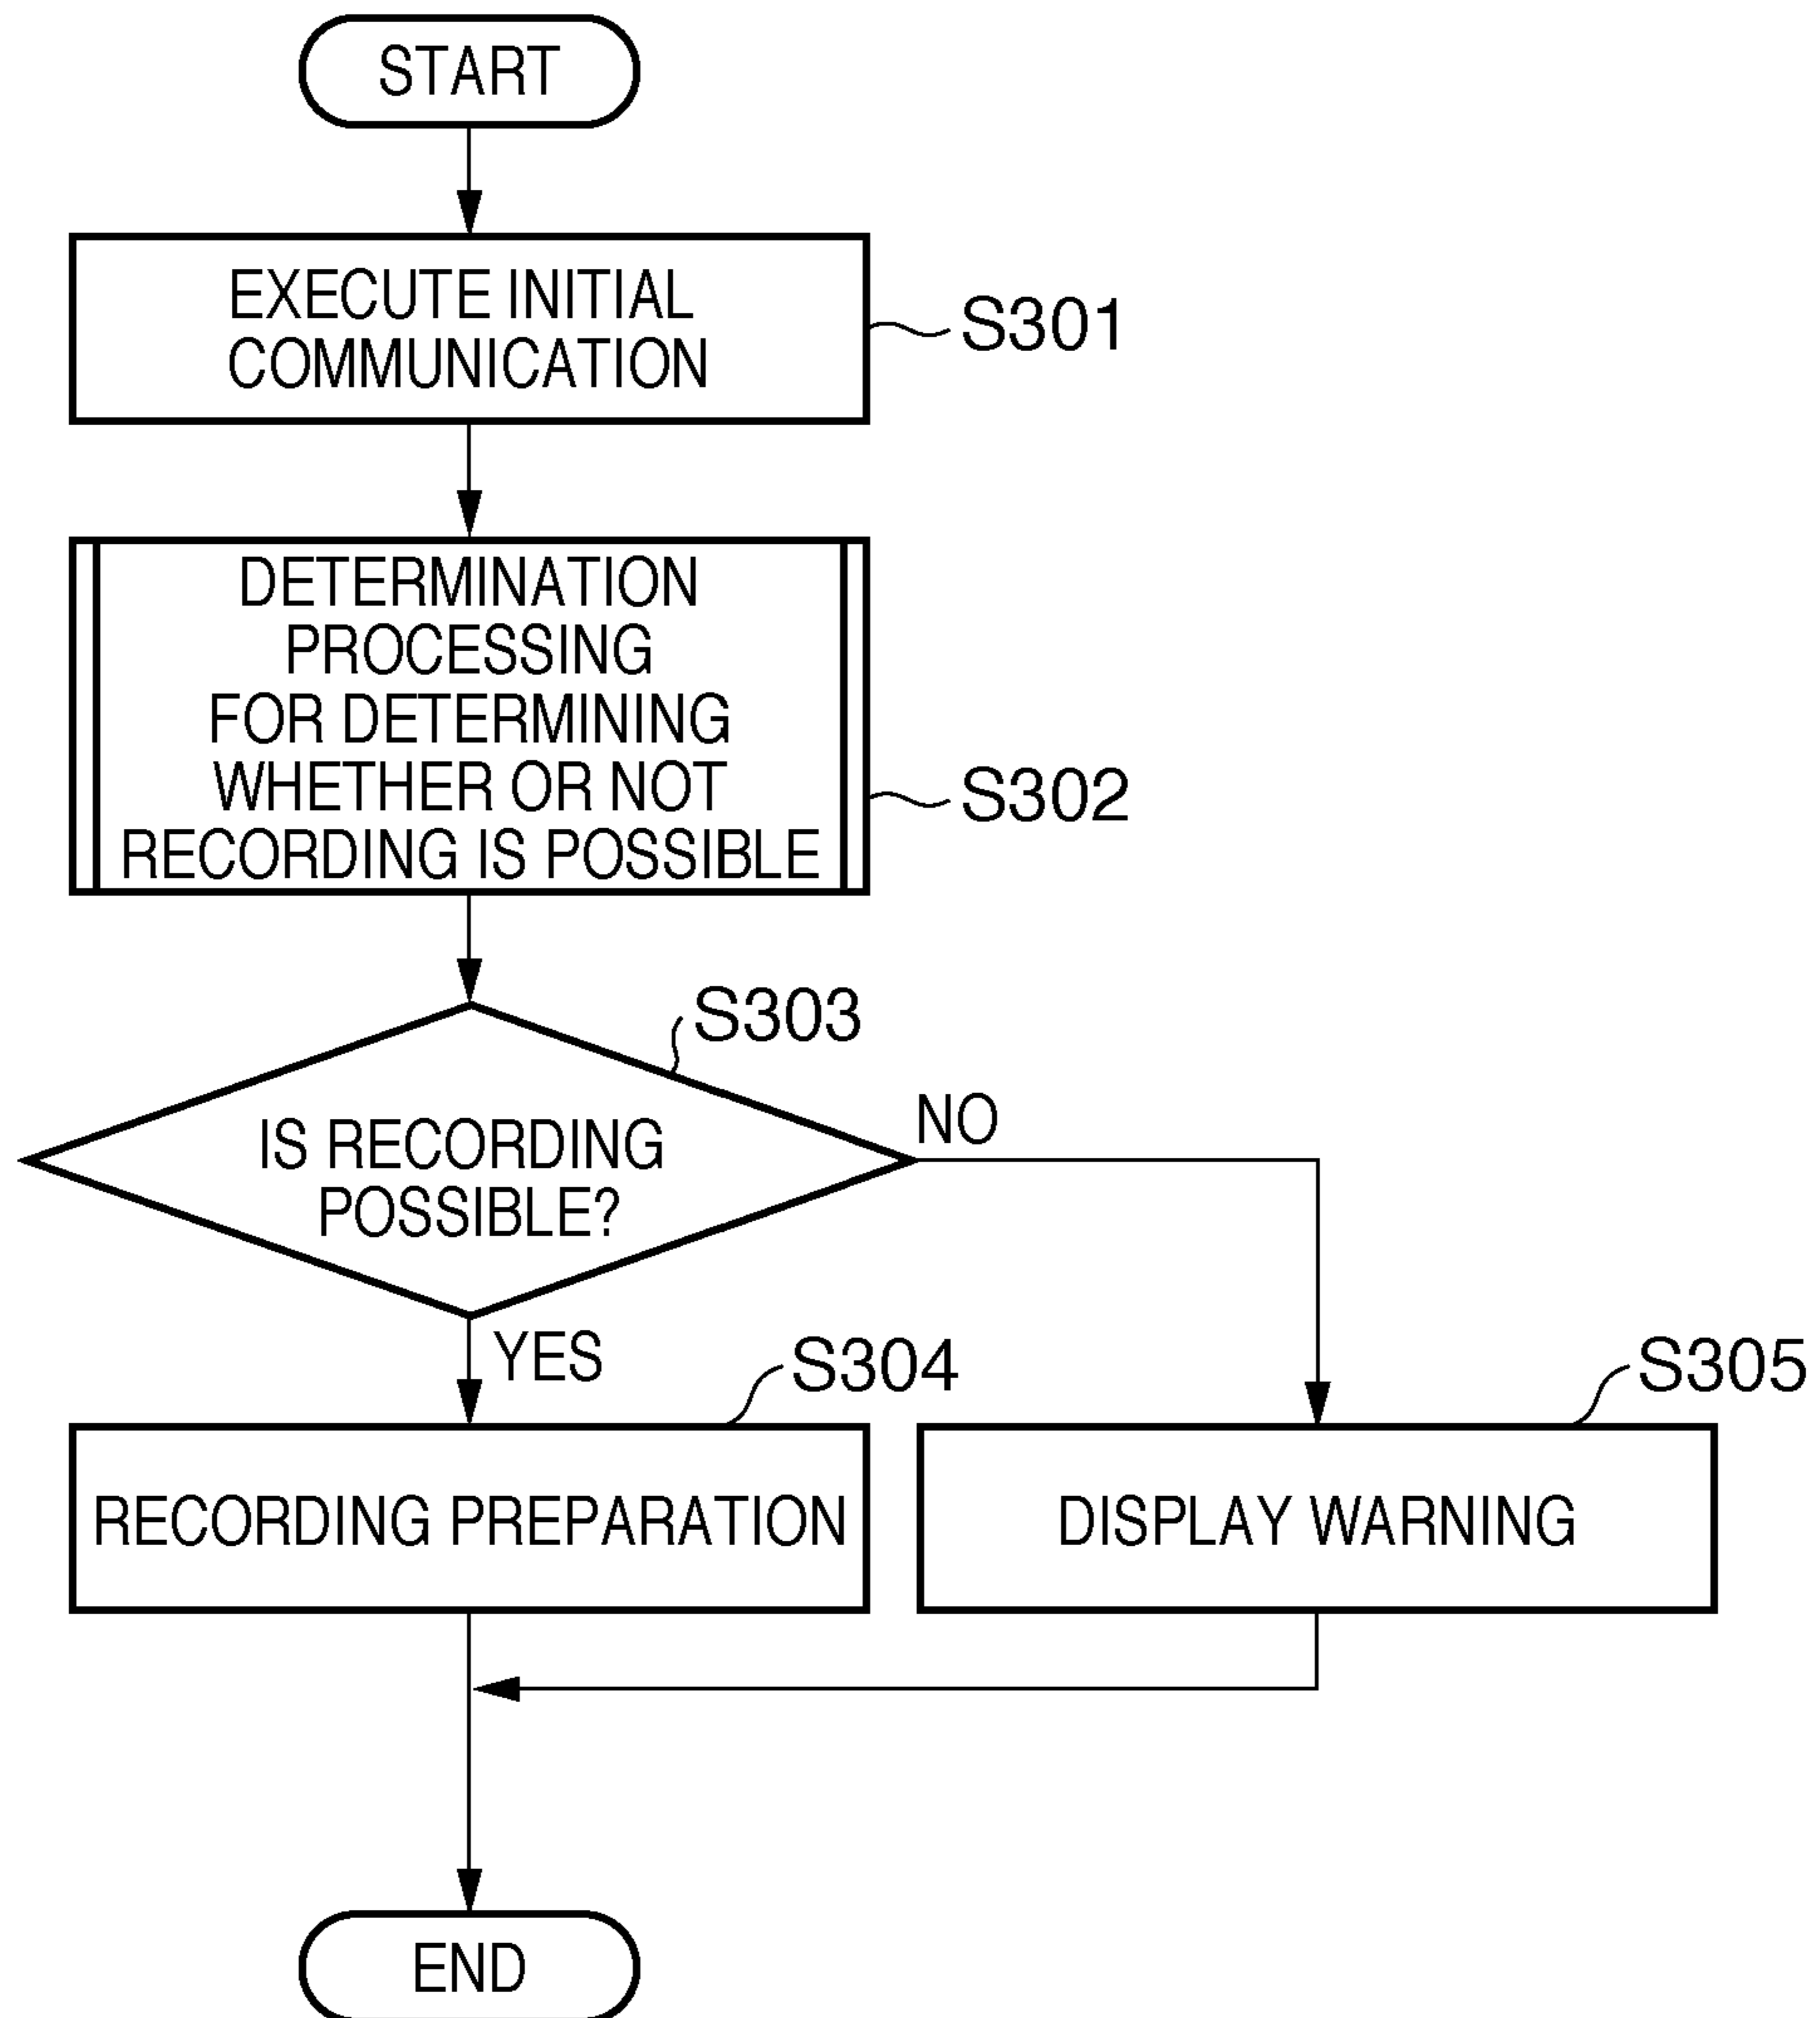 START
EXECUTE INITIAL
COMMUNICATION
S301
DETERMINATION
PROCESSING
FOR DETERMINING
WHETHER OR NOT
RECORDING IS POSSIBLE
S302
S303
IS RECORDING
POSSIBLE?
NO
YES
S304
S305
RECORDING PREPARATION
DISPLAY WARNING
END